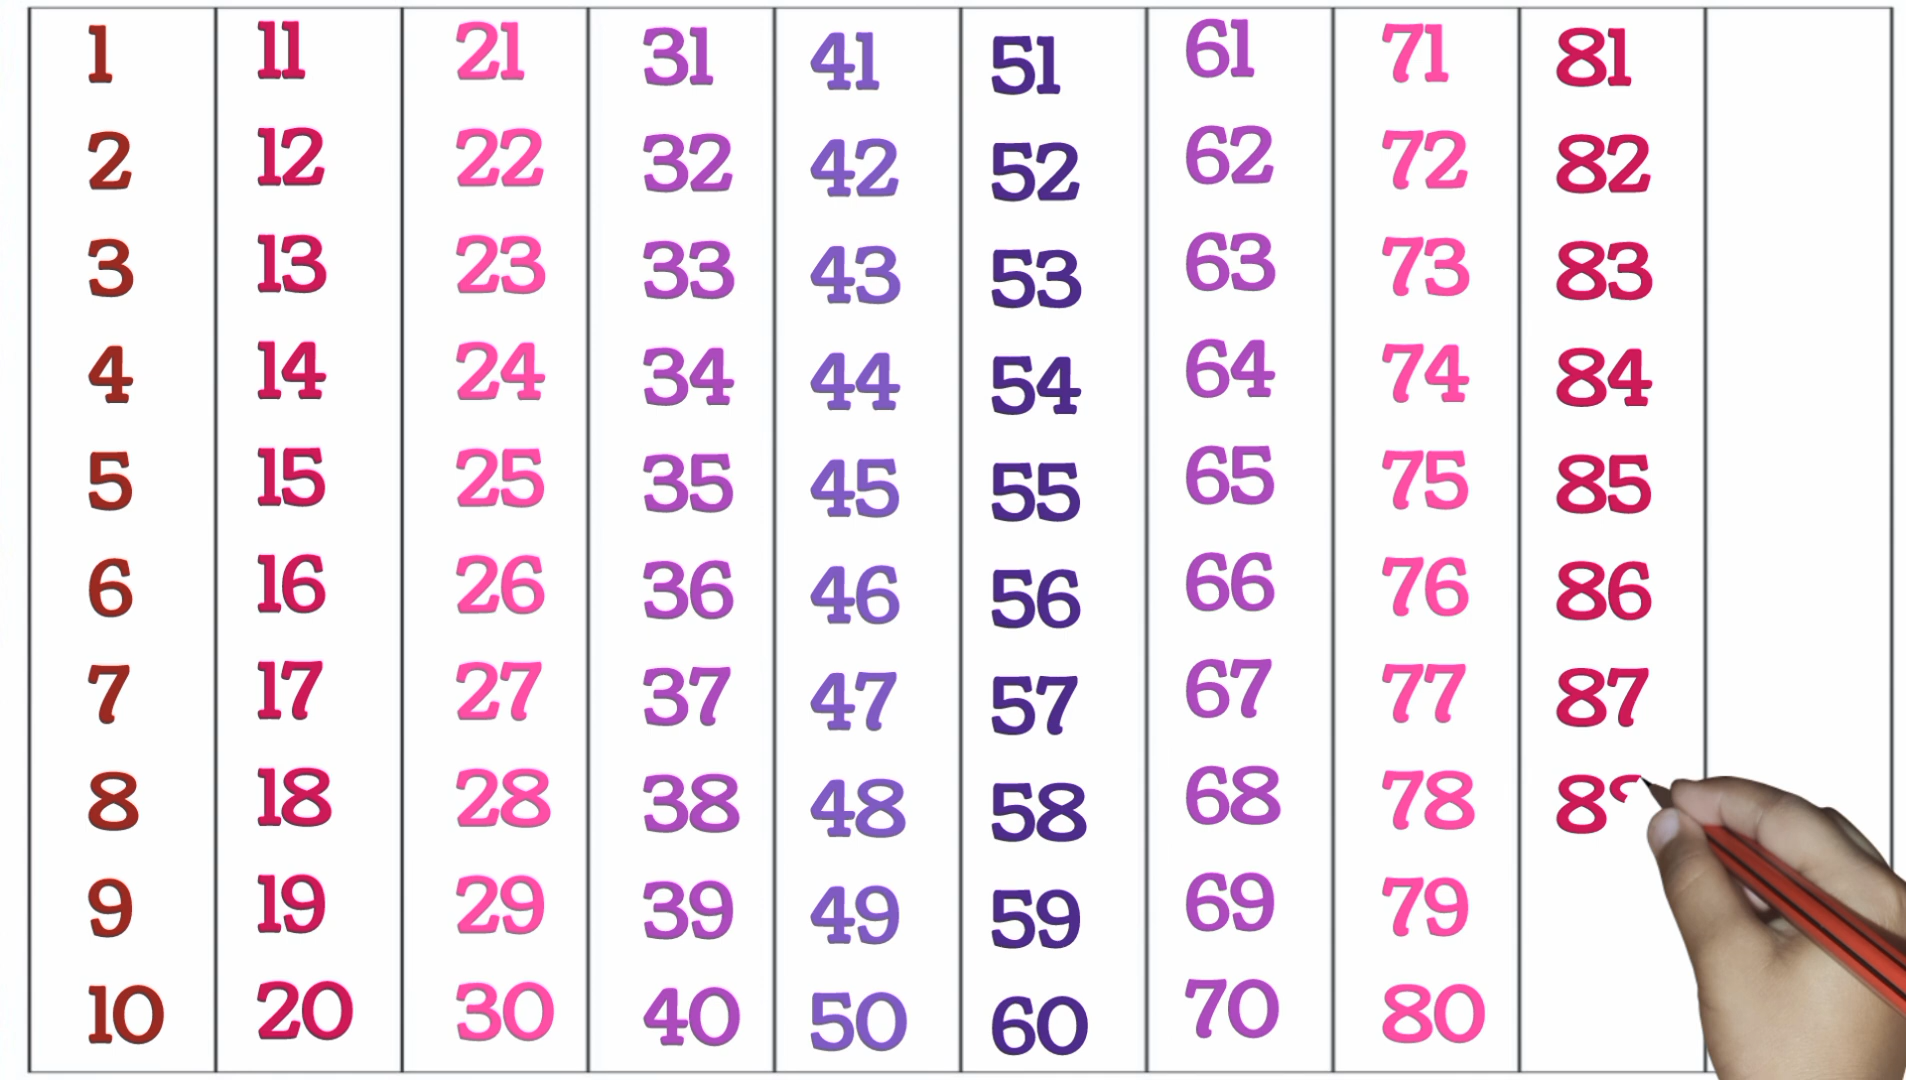 1 11 21 31 41 51 61 71 81
2 12 22 32 42 52 62 72 82
3 13 23 33 43 53 63 73 83
4 14 24 34 44 54 64 74 84
5 15 25 35 45 55 65 75 85
6 16 26 36 46 56 66 76 86
7 17 27 37 47 57 67 77 87
8 18 28 38 48 58 68 78
9 19 29 39 49 59 69 79
10 20 30 40 50 60 70 80